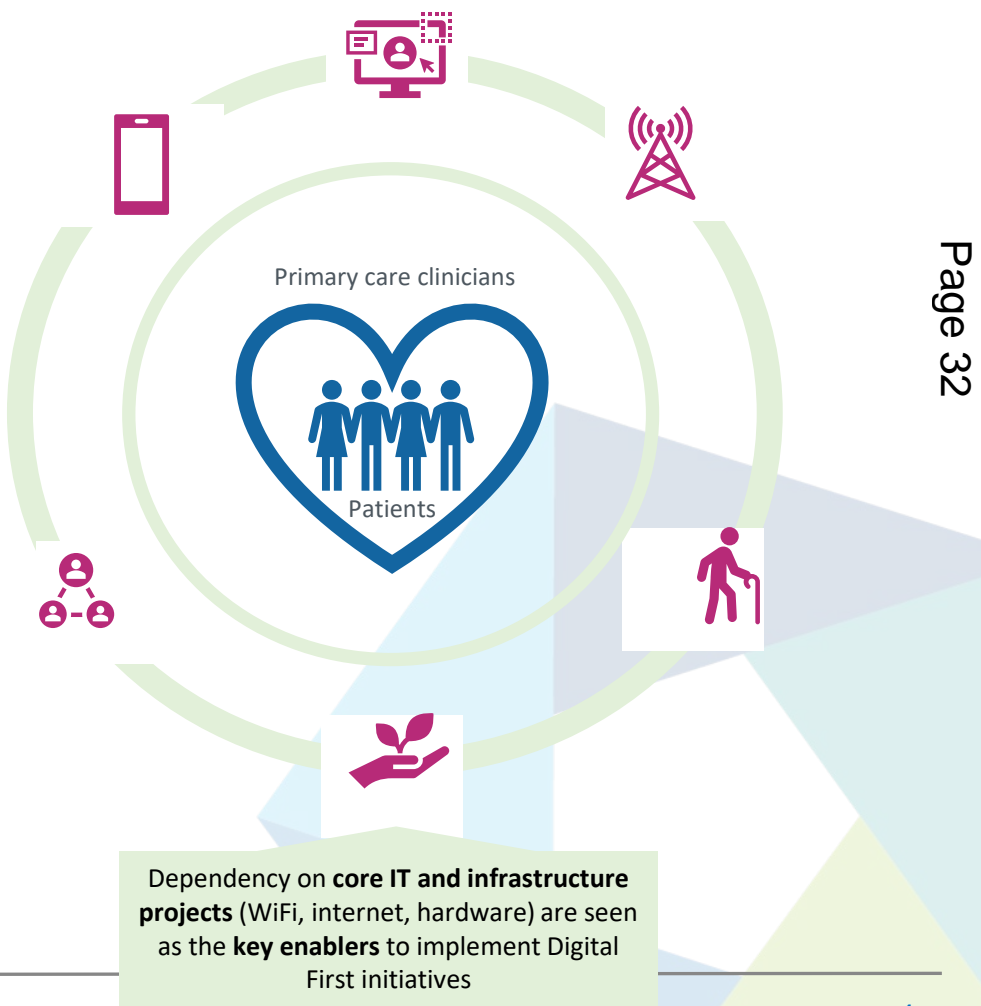 Primary care clinicians
Patients
Page 32
Dependency on core IT and infrastructure
projects (WiFi, internet, hardware) are seen
as the key enablers to implement Digital
First initiatives